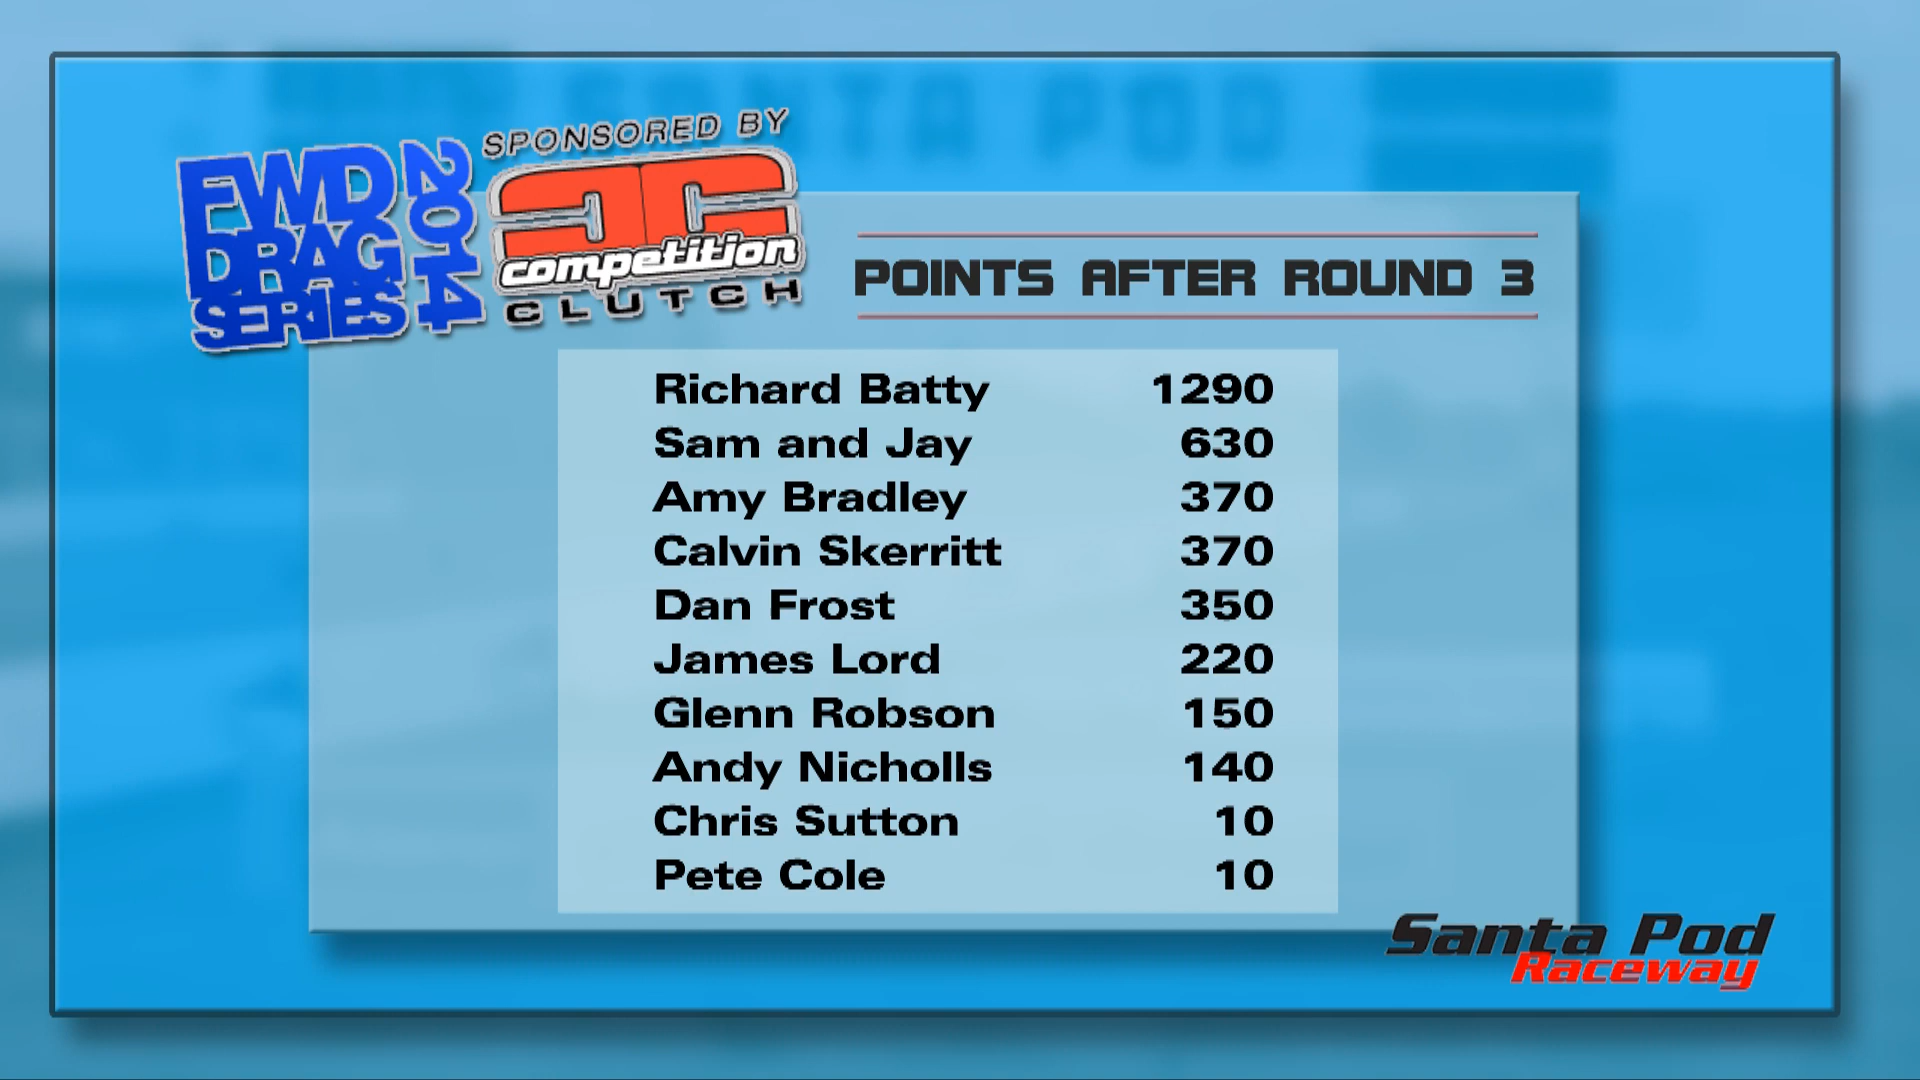 SANTA POD
FWD
DRAG
SERIES
2014
SPONSORED BY
competition
CLUTCH
POINTS AFTER ROUND 3
Richard Batty 1290
Sam and Jay 630
Amy Bradley 370
Calvin Skerritt 370
Dan Frost 350
James Lord 220
Glenn Robson 150
Andy Nicholls 140
Chris Sutton 10
Pete Cole 10
Santa Pod
Raceway